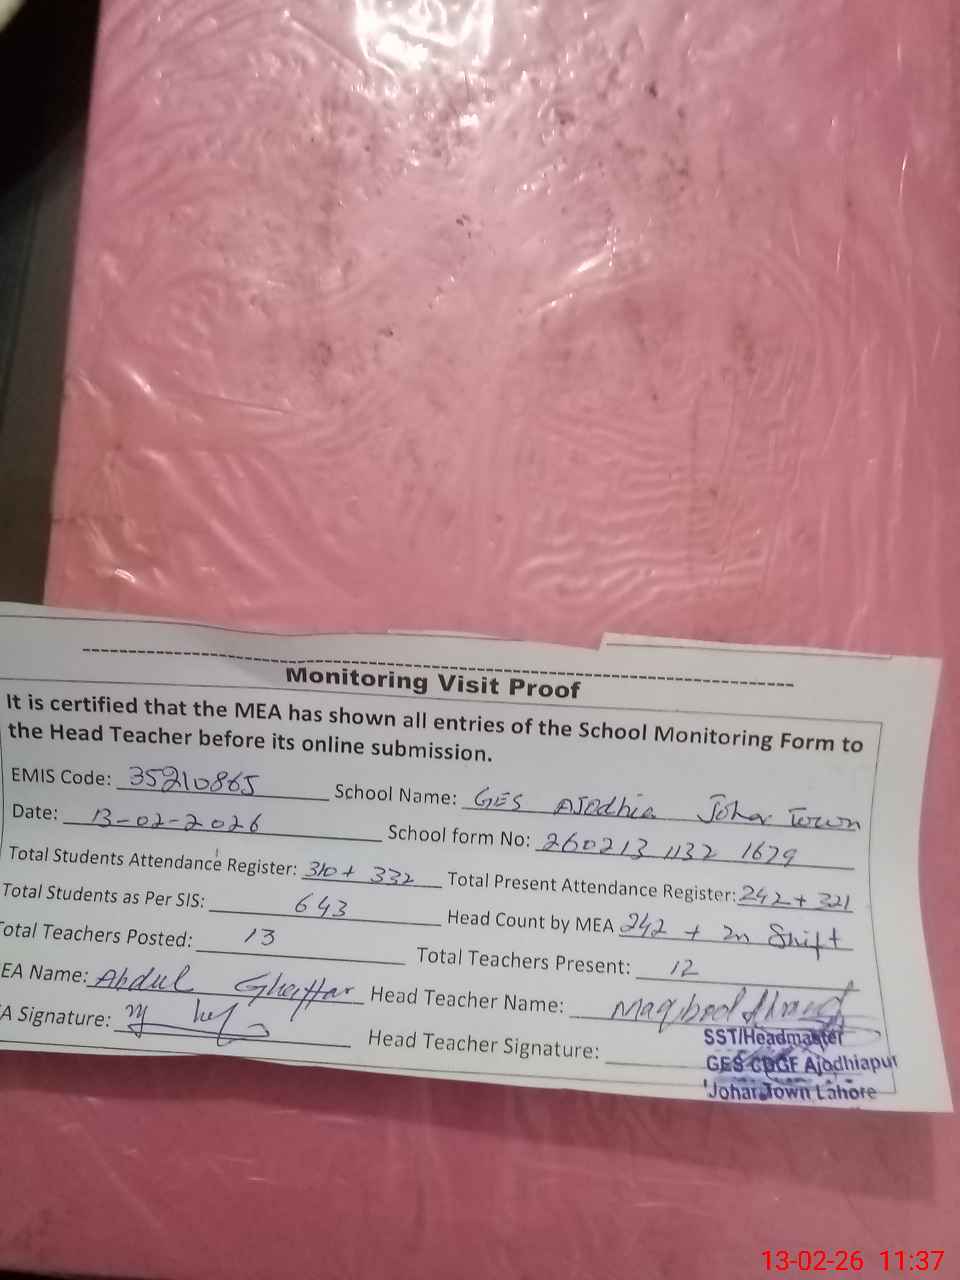 Monitoring Visit Proof
It is certified that the MEA has shown all entries of the School Monitoring Form to
the Head Teacher before its online submission.
EMIS Code: 35210865 School Name: GES Ajodhia Johar Town
Date: 13-02-2026 School form No: 260213 1132 1679
Total Students Attendance Register: 310 + 332 Total Present Attendance Register: 242 + 321
Total Students as Per SIS: 643 Head Count by MEA 242 + 2n Shift
Total Teachers Posted: 13 Total Teachers Present: 12
EA Name: Abdul Ghaffar Head Teacher Name: Maqbool Ahmad
A Signature: Head Teacher Signature:
SST/Headmaster
GES CDGF Ajodhiapur
Johar Town Lahore
13-02-26 11:37